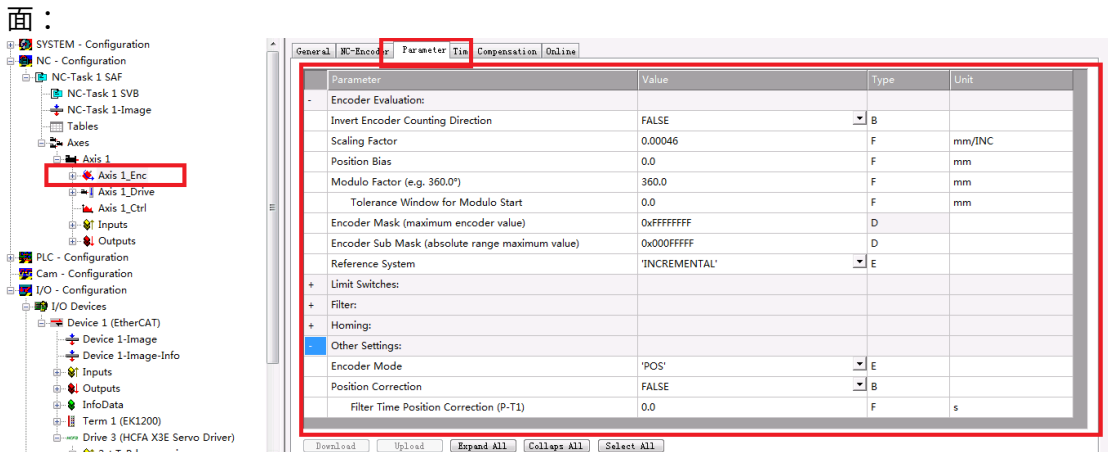 面：
SYSTEM - Configuration
NC - Configuration
NC-Task 1 SAF
NC-Task 1 SVB
NC-Task 1-Image
Tables
Axes
Axis 1
Axis 1_Enc
Axis 1_Drive
Axis 1_Ctrl
Inputs
Outputs
PLC - Configuration
Cam - Configuration
I/O - Configuration
I/O Devices
Device 1 (EtherCAT)
Device 1-Image
Device 1-Image-Info
Inputs
Outputs
InfoData
Term 1 (EK1200)
Drive 3 (HCFA X3E Servo Driver)
General NC-Encoder Parameter Tim Compensation Online
Parameter Value Type Unit
- Encoder Evaluation:
Invert Encoder Counting Direction FALSE B
Scaling Factor 0.00046 F mm/INC
Position Bias 0.0 F mm
Modulo Factor (e.g. 360.0°) 360.0 F mm
Tolerance Window for Modulo Start 0.0 F mm
Encoder Mask (maximum encoder value) 0xFFFFFFFF D
Encoder Sub Mask (absolute range maximum value) 0x000FFFFF D
Reference System 'INCREMENTAL' E
+ Limit Switches:
+ Filter:
+ Homing:
- Other Settings:
Encoder Mode 'POS' E
Position Correction FALSE B
Filter Time Position Correction (P-T1) 0.0 F s
Download Upload Expand All Collaps All Select All